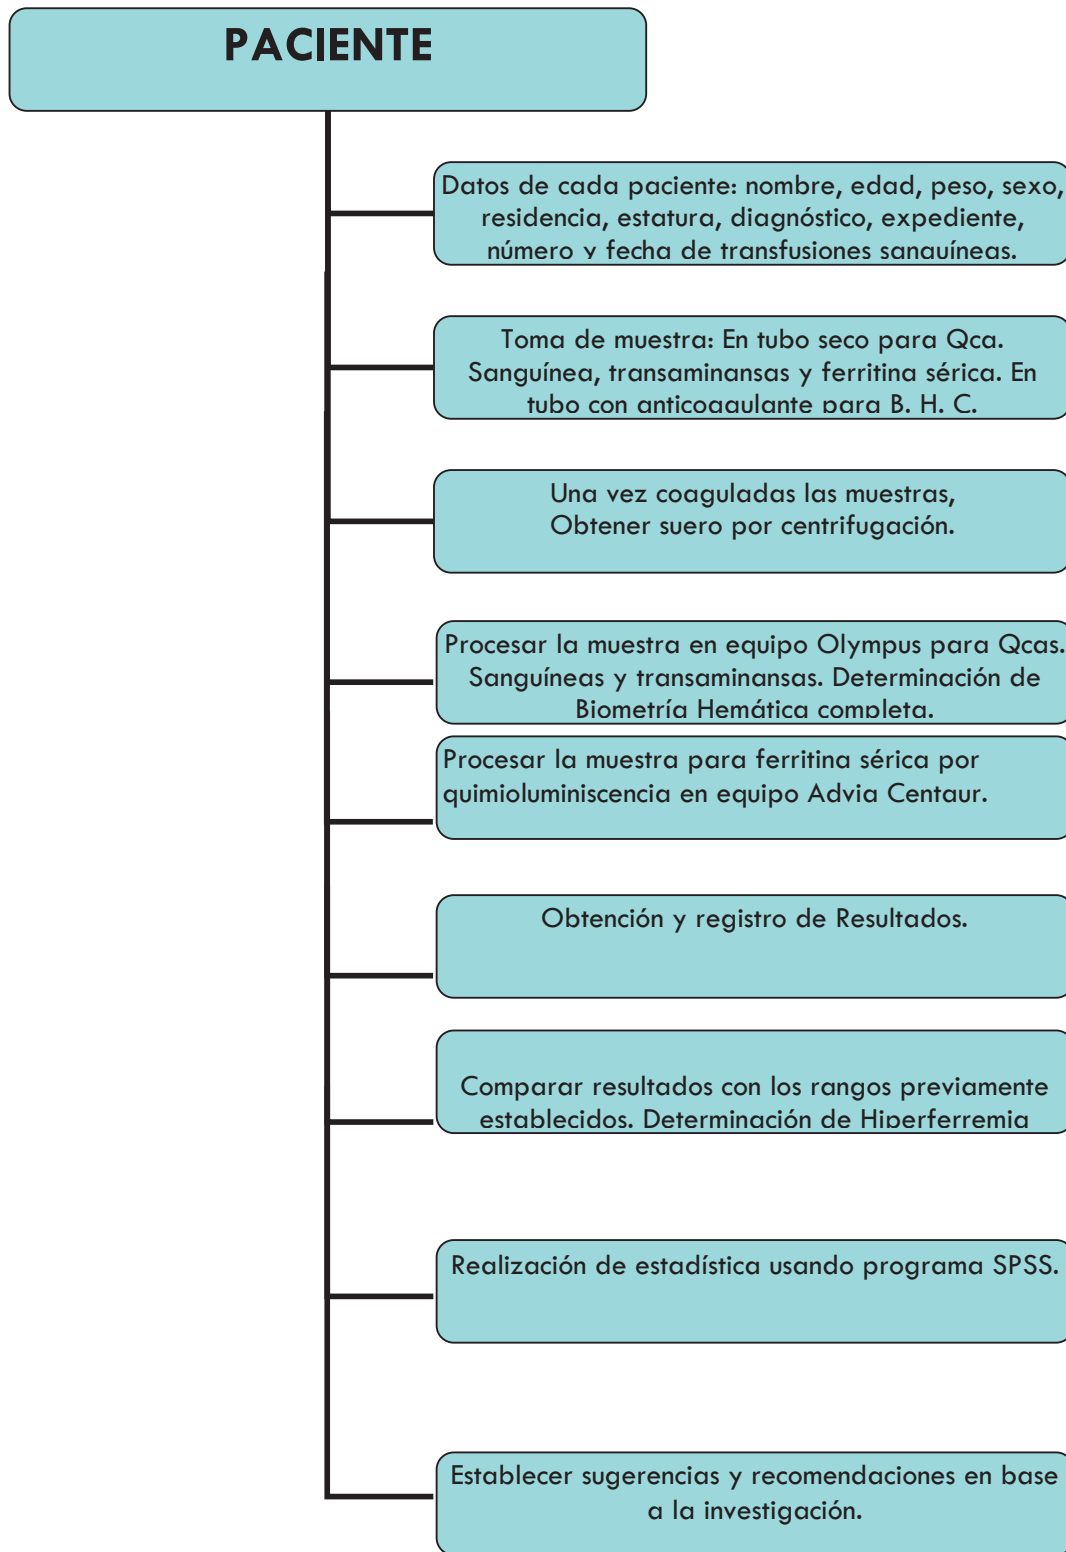 PACIENTE
Datos de cada paciente: nombre, edad, peso, sexo,
residencia, estatura, diagnóstico, expediente,
número y fecha de transfusiones sanguíneas.
Toma de muestra: En tubo seco para Qca.
Sanguínea, transaminansas y ferritina sérica. En
tubo con anticoagulante para B. H. C.
Una vez coaguladas las muestras,
Obtener suero por centrifugación.
Procesar la muestra en equipo Olympus para Qcas.
Sanguíneas y transaminansas. Determinación de
Biometría Hemática completa.
Procesar la muestra para ferritina sérica por
quimioluminiscencia en equipo Advia Centaur.
Obtención y registro de Resultados.
Comparar resultados con los rangos previamente
establecidos. Determinación de Hiperferremia
Realización de estadística usando programa SPSS.
Establecer sugerencias y recomendaciones en base
a la investigación.